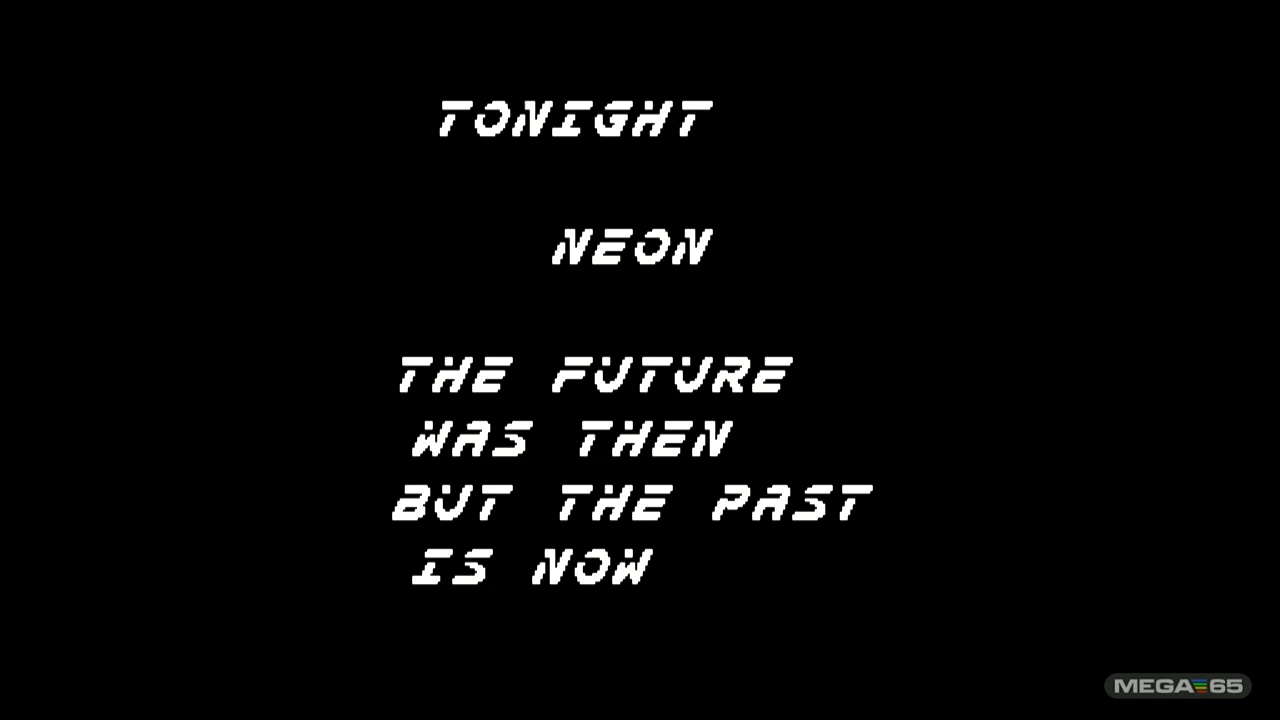 TONIGHT
NEON
THE FUTURE
WAS THEN
BUT THE PAST
IS NOW
MEGA65